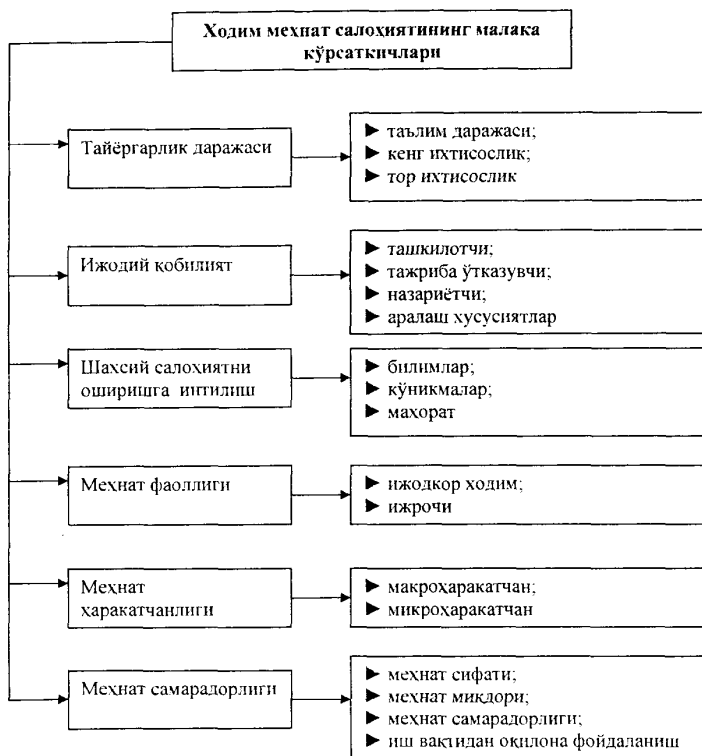 Ходим меҳнат салоҳиятининг малака
кўрсаткичлари
Тайёргарлик даражаси
► таълим даражаси;
► кенг ихтисослик;
► тор ихтисослик
Ижодий қобилият
► ташкилотчи;
► тажриба ўтказувчи;
► назариётчи;
► аралаш хусусиятлар
Шахсий салоҳиятни
оширишга интилиш
► билимлар;
► кўникмалар;
► маҳорат
Меҳнат фаоллиги
► ижодкор ходим;
► ижрочи
Меҳнат
ҳаракатчанлиги
► макроҳаракатчан;
► микроҳаракатчан
Меҳнат самарадорлиги
► меҳнат сифати;
► меҳнат миқдори;
► меҳнат самарадорлиги;
► иш вақтидан оқилона фойдаланиш